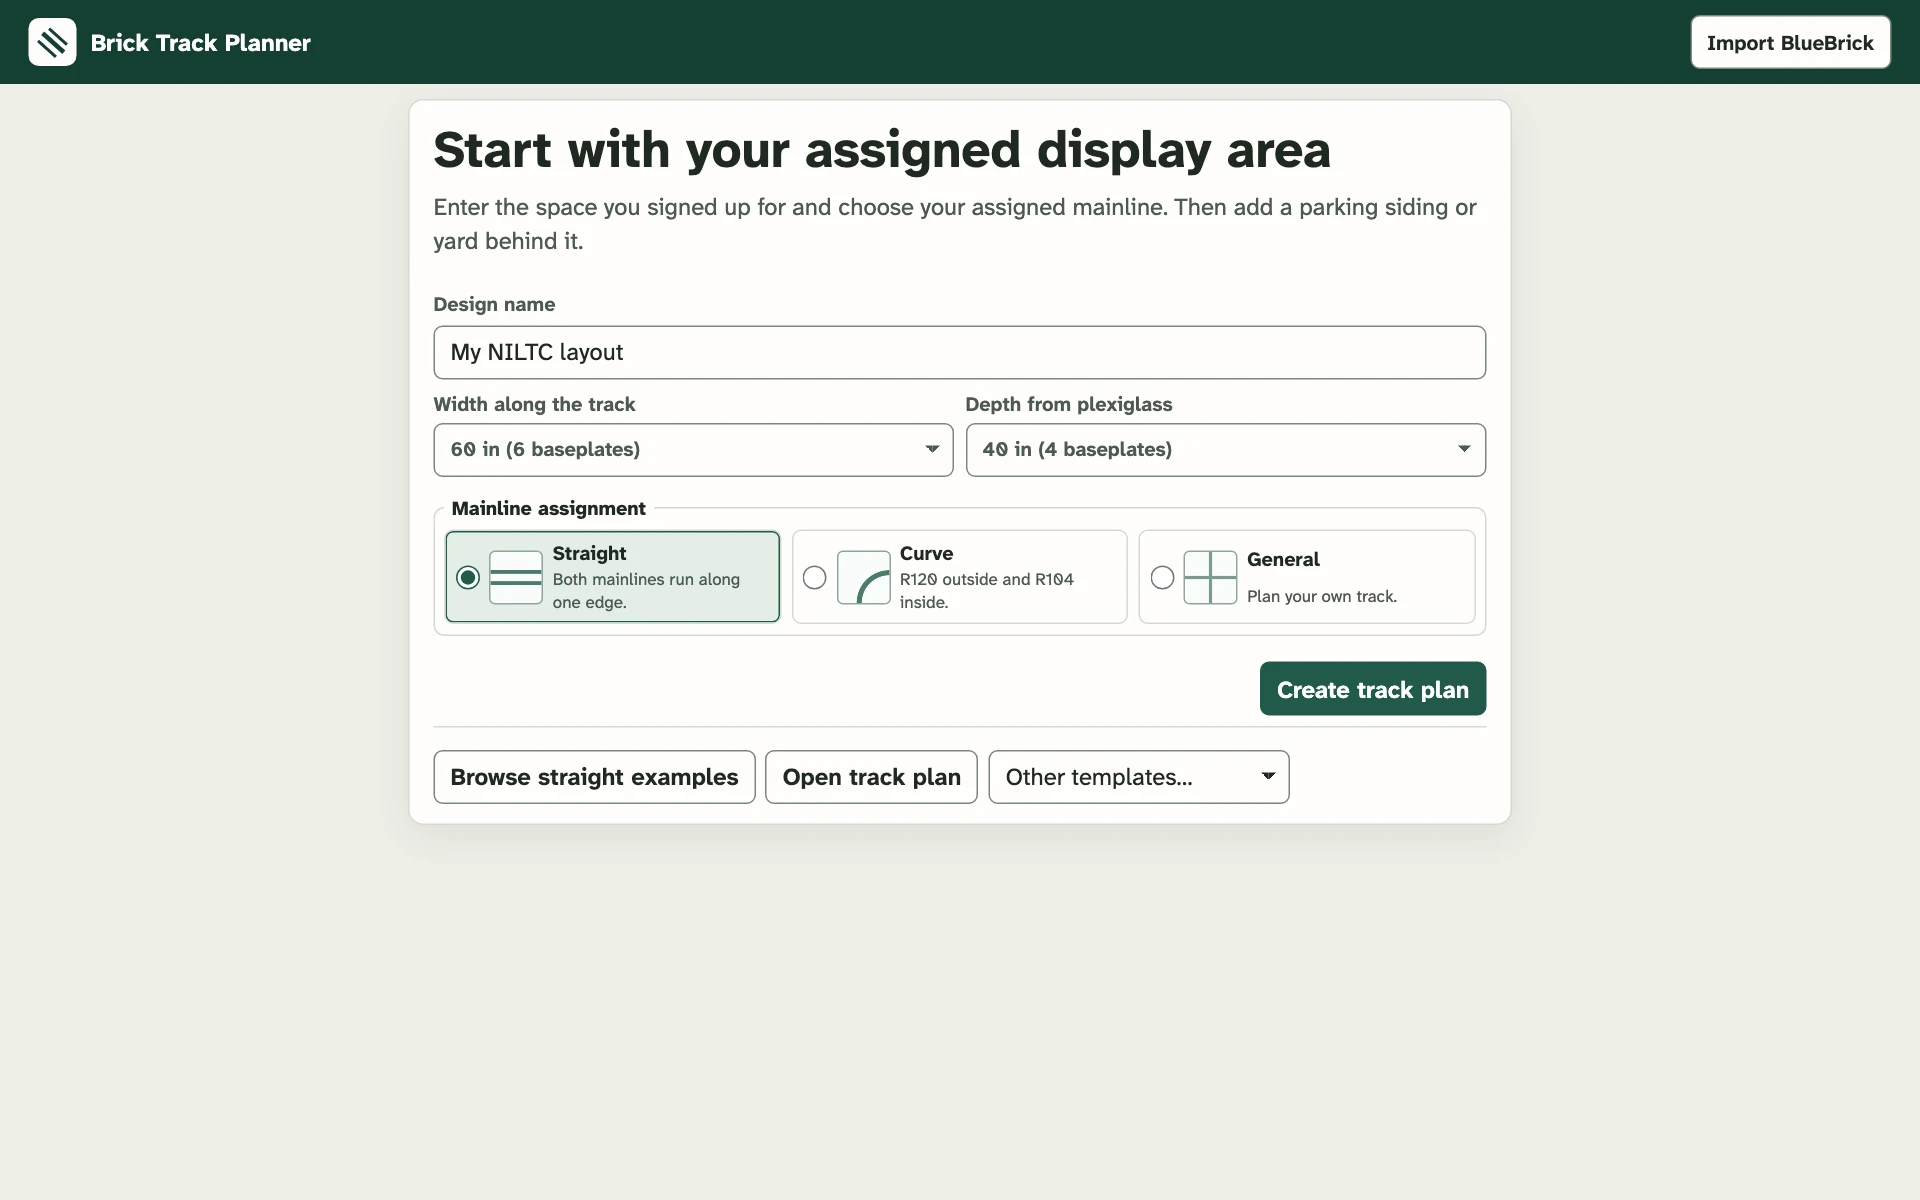 Brick Track Planner
Import BlueBrick
Start with your assigned display area
Enter the space you signed up for and choose your assigned mainline. Then add a parking siding or
yard behind it.
Design name
My NILTC layout
Width along the track
Depth from plexiglass
60 in (6 baseplates)
40 in (4 baseplates)
Mainline assignment
Straight
Both mainlines run along
one edge.
Curve
R120 outside and R104
inside.
General
Plan your own track.
Create track plan
Browse straight examples
Open track plan
Other templates...